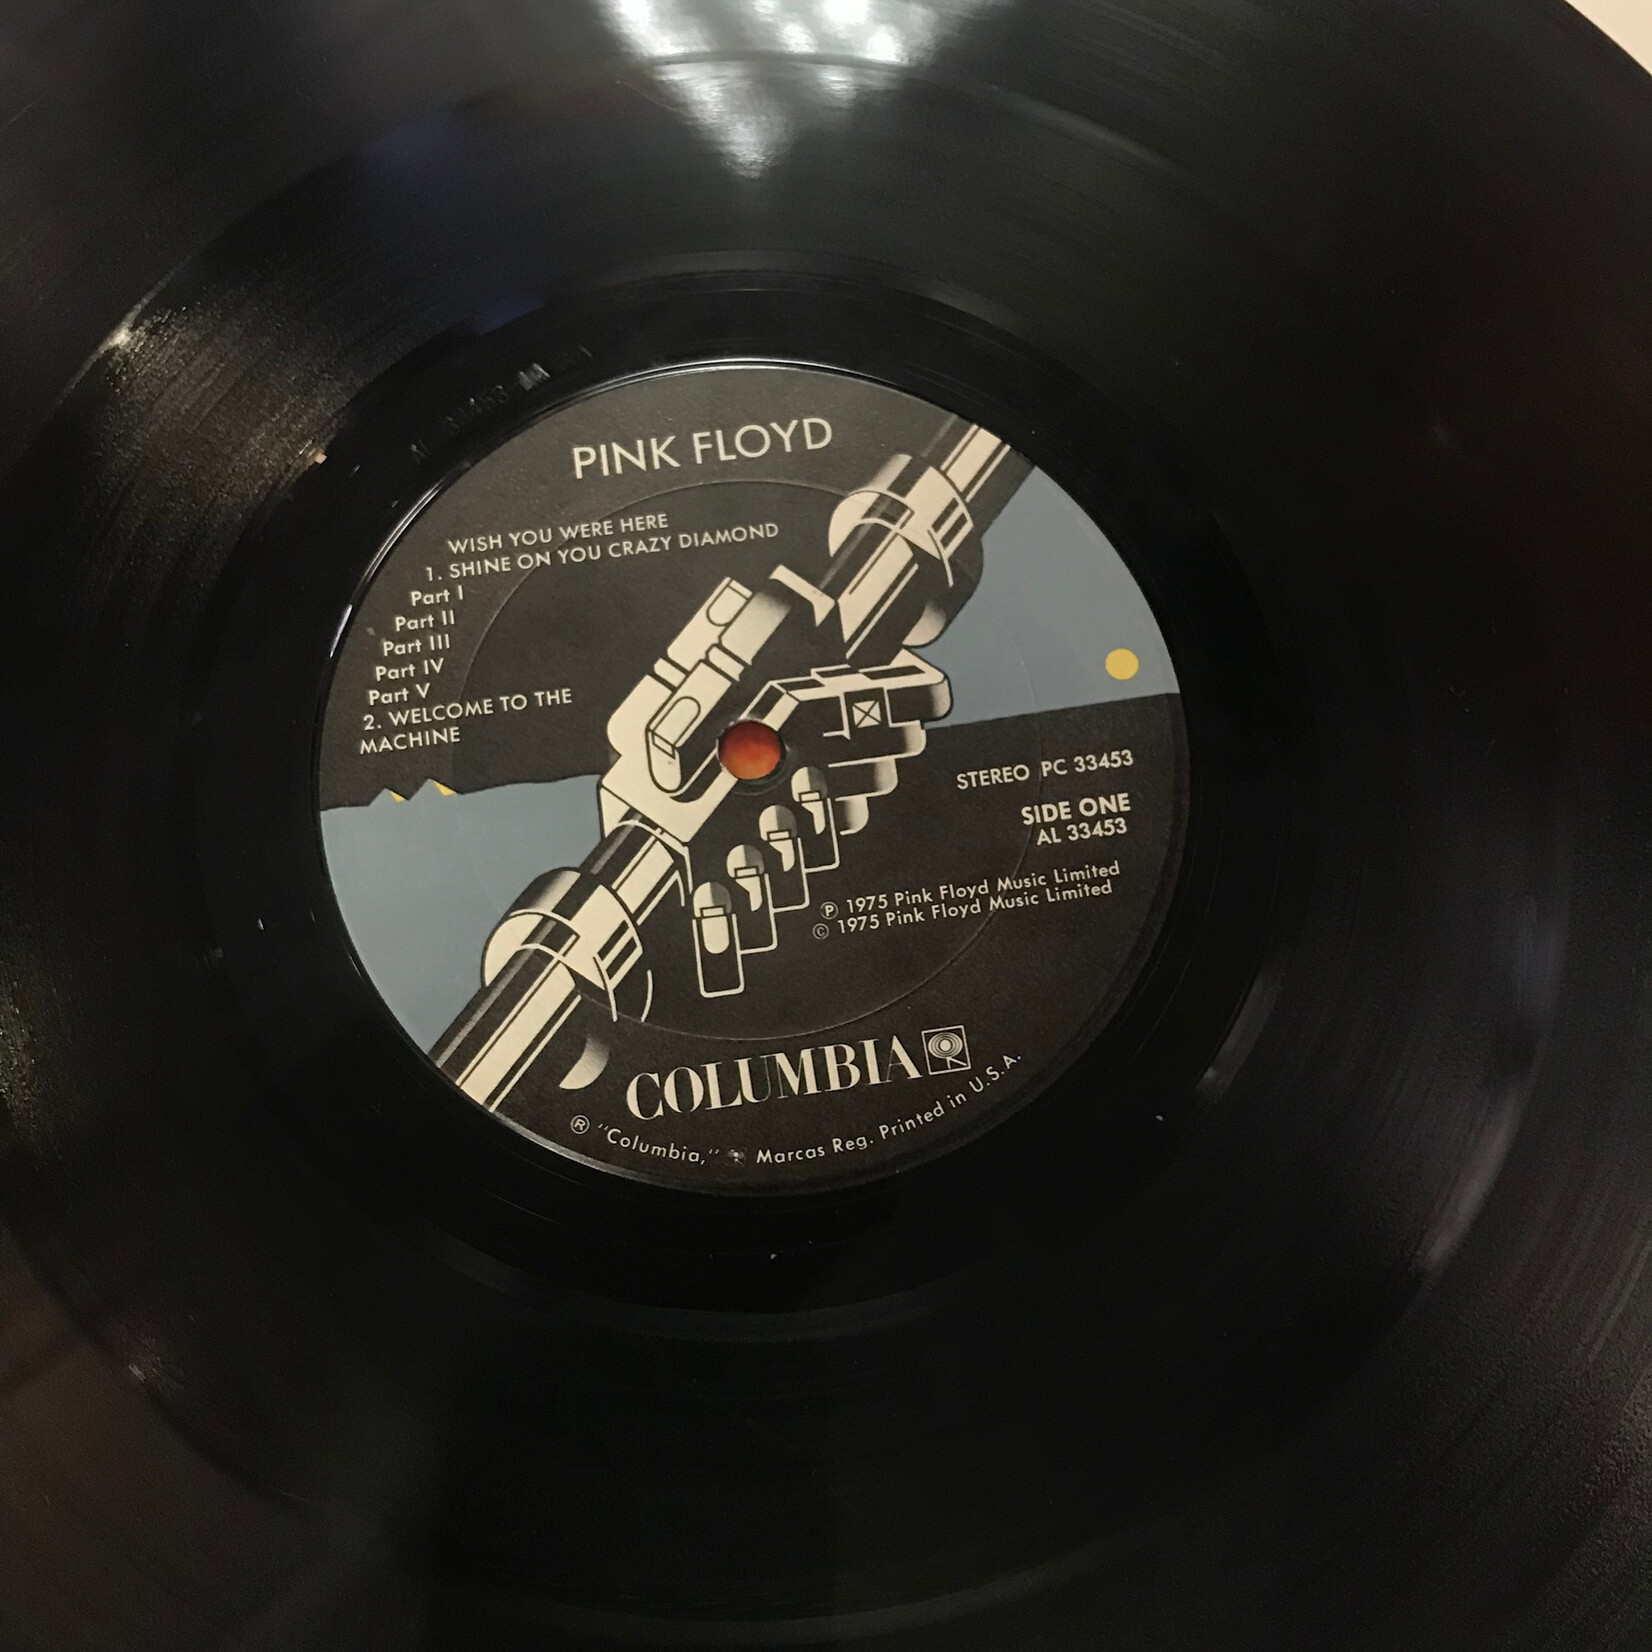 PINK FLOYD
WISH YOU WERE HERE
1. SHINE ON YOU CRAZY DIAMOND
Part I
Part II
Part III
Part IV
Part V
2. WELCOME TO THE
MACHINE
STEREO PC 33453
SIDE ONE
AL 33453
Ⓟ 1975 Pink Floyd Music Limited
© 1975 Pink Floyd Music Limited
COLUMBIA
® "Columbia," Marcas Reg. Printed in U.S.A.